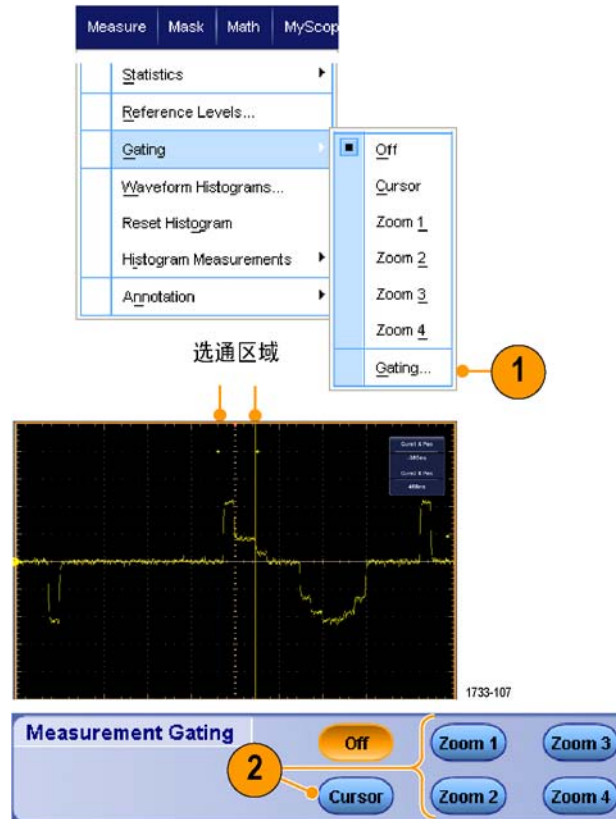 Measure Mask Math MyScop
Statistics
Reference Levels...
Gating
Waveform Histograms...
Reset Histogram
Histogram Measurements
Annotation
Off
Cursor
Zoom 1
Zoom 2
Zoom 3
Zoom 4
Gating...
1
选通区域
1733-107
Measurement Gating
2
Off
Cursor
Zoom 1
Zoom 2
Zoom 3
Zoom 4